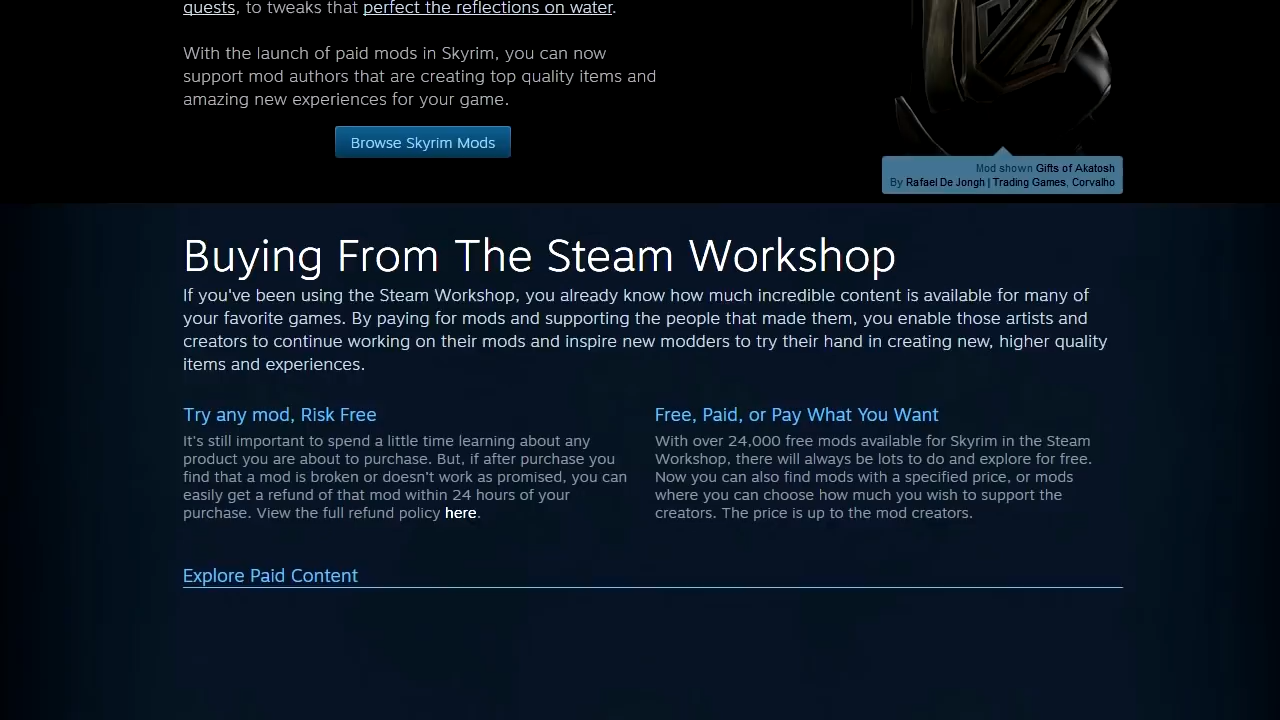 quests, to tweaks that perfect the reflections on water.
With the launch of paid mods in Skyrim, you can now
support mod authors that are creating top quality items and
amazing new experiences for your game.
Browse Skyrim Mods
Mod shown Gifts of Akatosh
By Rafael De Jongh | Trading Games, Corvalho
Buying From The Steam Workshop
If you've been using the Steam Workshop, you already know how much incredible content is available for many of
your favorite games. By paying for mods and supporting the people that made them, you enable those artists and
creators to continue working on their mods and inspire new modders to try their hand in creating new, higher quality
items and experiences.
Try any mod, Risk Free
It's still important to spend a little time learning about any
product you are about to purchase. But, if after purchase you
find that a mod is broken or doesn't work as promised, you can
easily get a refund of that mod within 24 hours of your
purchase. View the full refund policy here.
Free, Paid, or Pay What You Want
With over 24,000 free mods available for Skyrim in the Steam
Workshop, there will always be lots to do and explore for free.
Now you can also find mods with a specified price, or mods
where you can choose how much you wish to support the
creators. The price is up to the mod creators.
Explore Paid Content